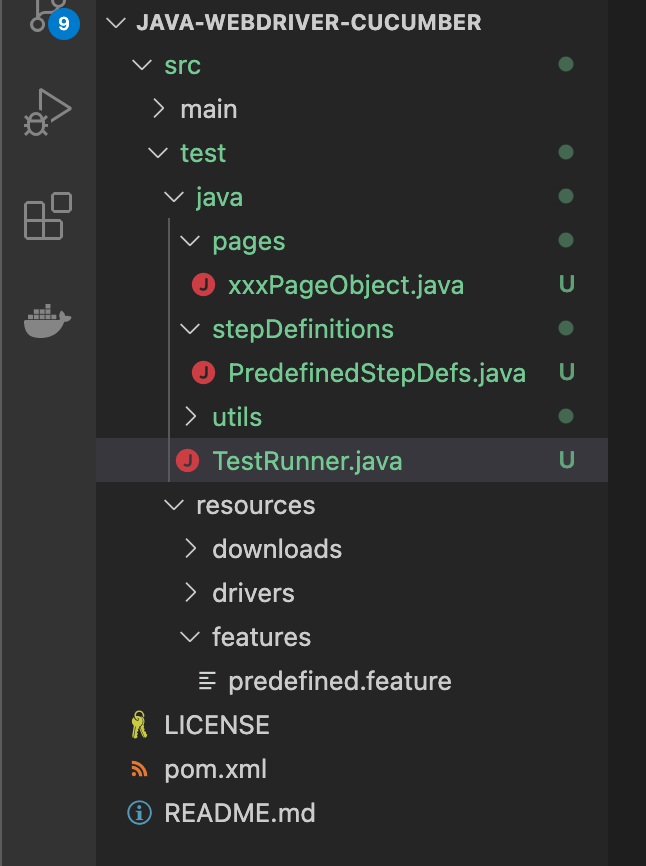 9
JAVA-WEBDRIVER-CUCUMBER
src
main
test
java
pages
J xxxPageObject.java U
stepDefinitions
J PredefinedStepDefs.java U
utils
J TestRunner.java U
resources
downloads
drivers
features
predefined.feature
LICENSE
pom.xml
README.md